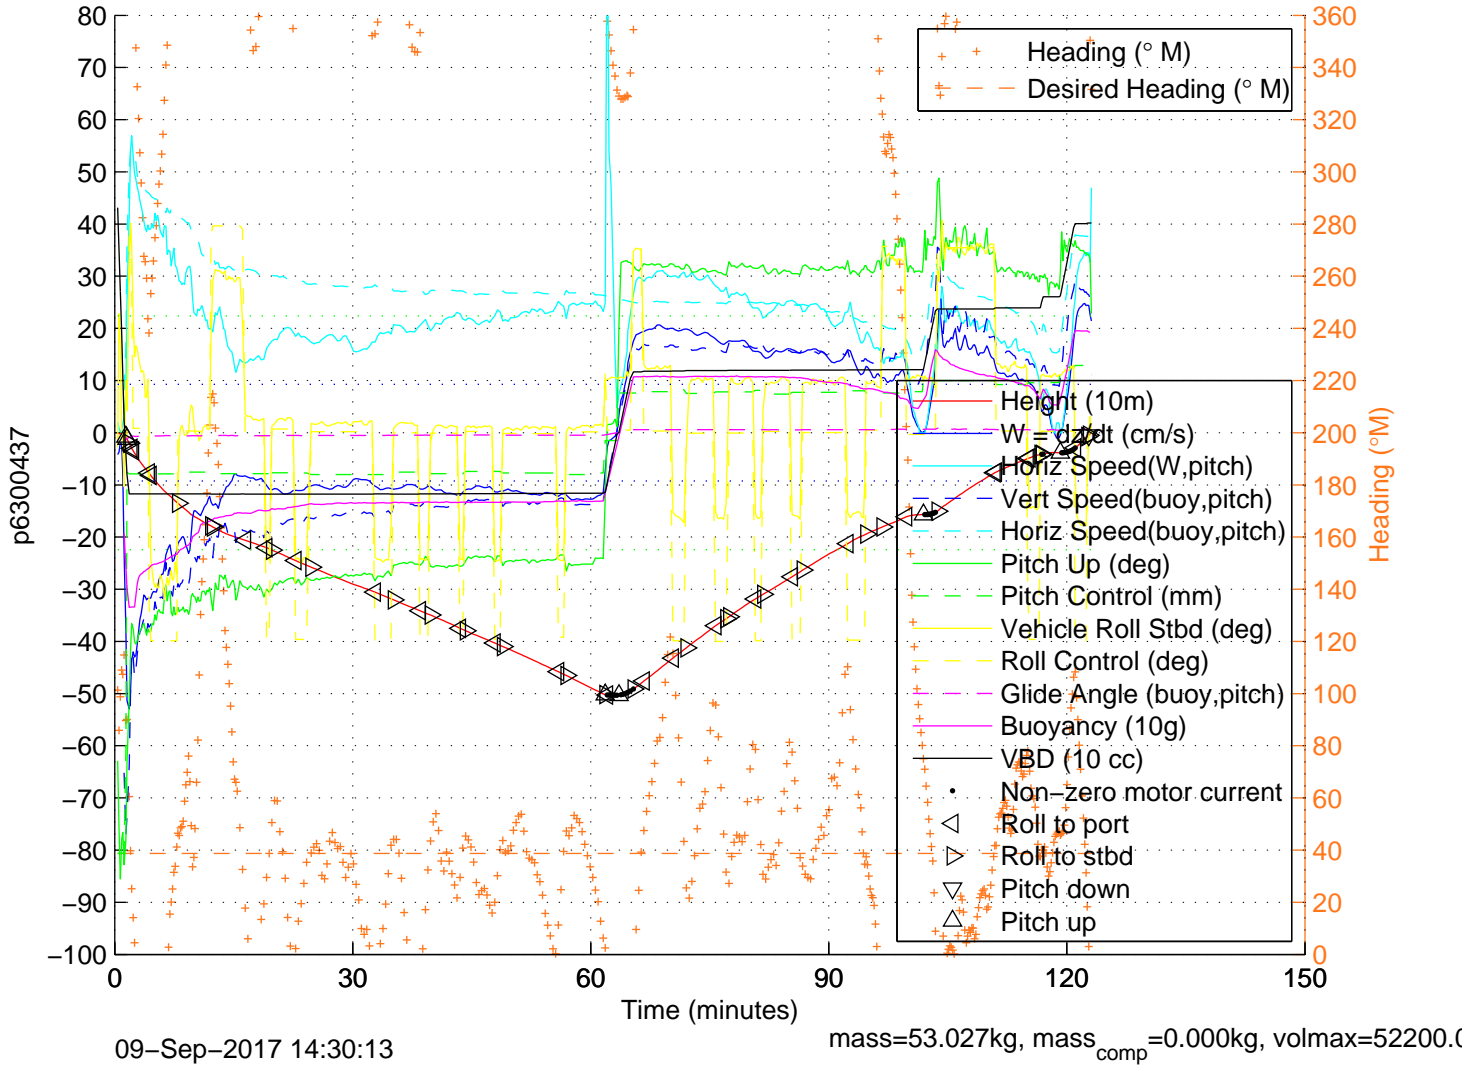 80
70
60
50
40
30
20
10
0
−10
−20
−30
−40
−50
−60
−70
−80
−90
−100
p6300437
0
30
60
90
120
150
Time (minutes)
360
340
320
300
280
260
240
220
200
180
160
140
120
100
80
60
40
20
0
Heading (°M)
Heading (° M)
Desired Heading (° M)
Height (10m)
W = dz/dt (cm/s)
Horiz Speed(W,pitch)
Vert Speed(buoy,pitch)
Horiz Speed(buoy,pitch)
Pitch Up (deg)
Pitch Control (mm)
Vehicle Roll Stbd (deg)
Roll Control (deg)
Glide Angle (buoy,pitch)
Buoyancy (10g)
VBD (10 cc)
Non−zero motor current
Roll to port
Roll to stbd
Pitch down
Pitch up
09−Sep−2017 14:30:13
mass=53.027kg, mass_comp=0.000kg, volmax=52200.0